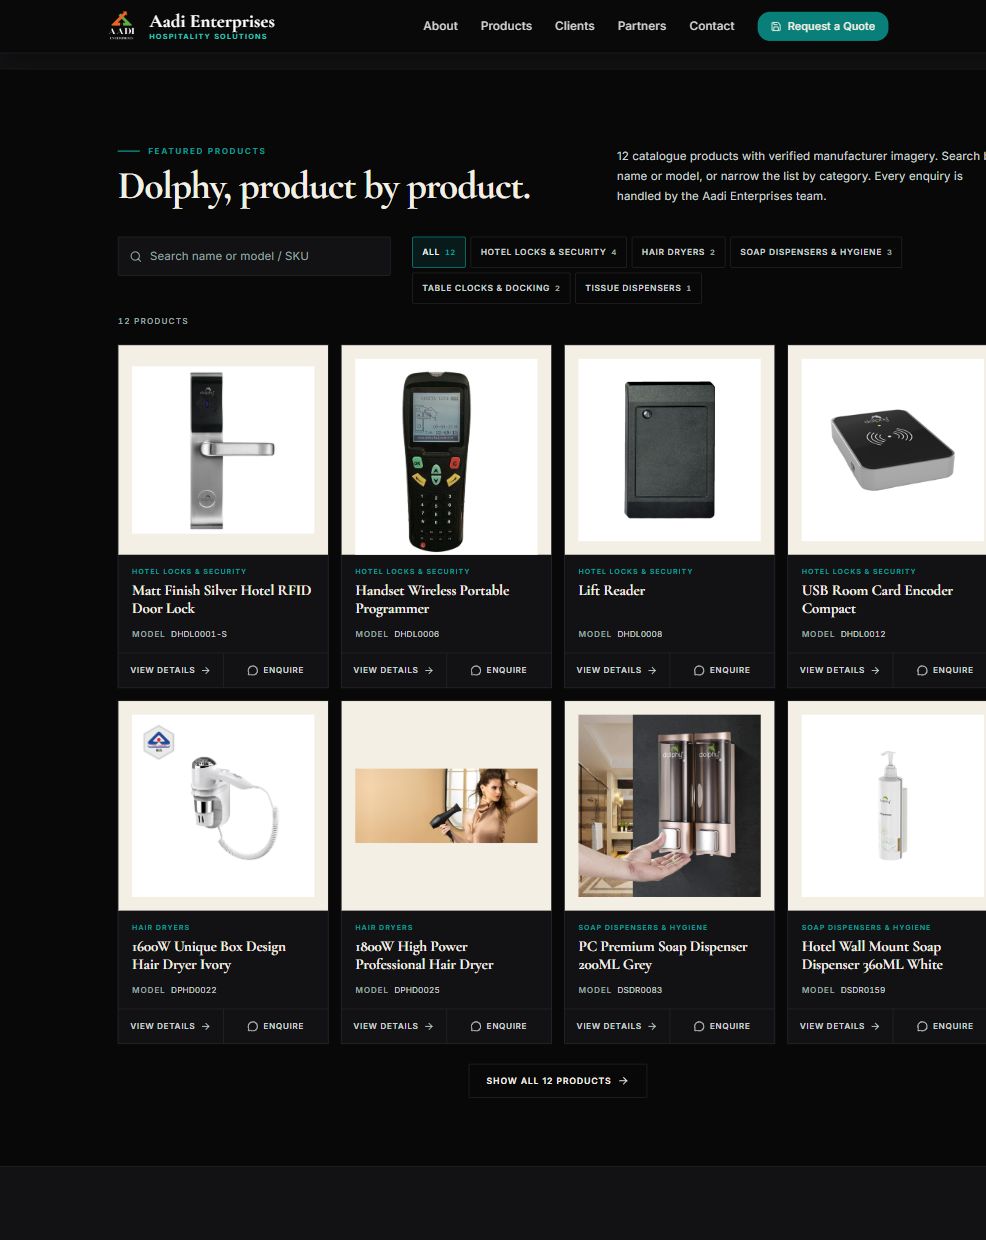 AADI
Aadi Enterprises
HOSPITALITY SOLUTIONS
About
Products
Clients
Partners
Contact
Request a Quote
FEATURED PRODUCTS
Dolphy, product by product.
12 catalogue products with verified manufacturer imagery. Search
name or model, or narrow the list by category. Every enquiry is
handled by the Aadi Enterprises team.
Search name or model / SKU
ALL 12
HOTEL LOCKS & SECURITY 4
HAIR DRYERS 2
SOAP DISPENSERS & HYGIENE 3
TABLE CLOCKS & DOCKING 2
TISSUE DISPENSERS 1
12 PRODUCTS
HOTEL LOCKS & SECURITY
Matt Finish Silver Hotel RFID
Door Lock
MODEL DHDL0001-S
VIEW DETAILS →
ENQUIRE
HOTEL LOCKS & SECURITY
Handset Wireless Portable
Programmer
MODEL DHDL0006
VIEW DETAILS →
ENQUIRE
HOTEL LOCKS & SECURITY
Lift Reader
MODEL DHDL0008
VIEW DETAILS →
ENQUIRE
dolphy
HOTEL LOCKS & SECURITY
USB Room Card Encoder
Compact
MODEL DHDL0012
VIEW DETAILS →
ENQUIRE
HAIR DRYERS
1600W Unique Box Design
Hair Dryer Ivory
MODEL DPHD0022
VIEW DETAILS →
ENQUIRE
HAIR DRYERS
1800W High Power
Professional Hair Dryer
MODEL DPHD0025
VIEW DETAILS →
ENQUIRE
dolphy dolphy
SOAP DISPENSERS & HYGIENE
PC Premium Soap Dispenser
200ML Grey
MODEL DSDR0083
VIEW DETAILS →
ENQUIRE
SOAP DISPENSERS & HYGIENE
Hotel Wall Mount Soap
Dispenser 360ML White
MODEL DSDR0159
VIEW DETAILS →
ENQUIRE
SHOW ALL 12 PRODUCTS →